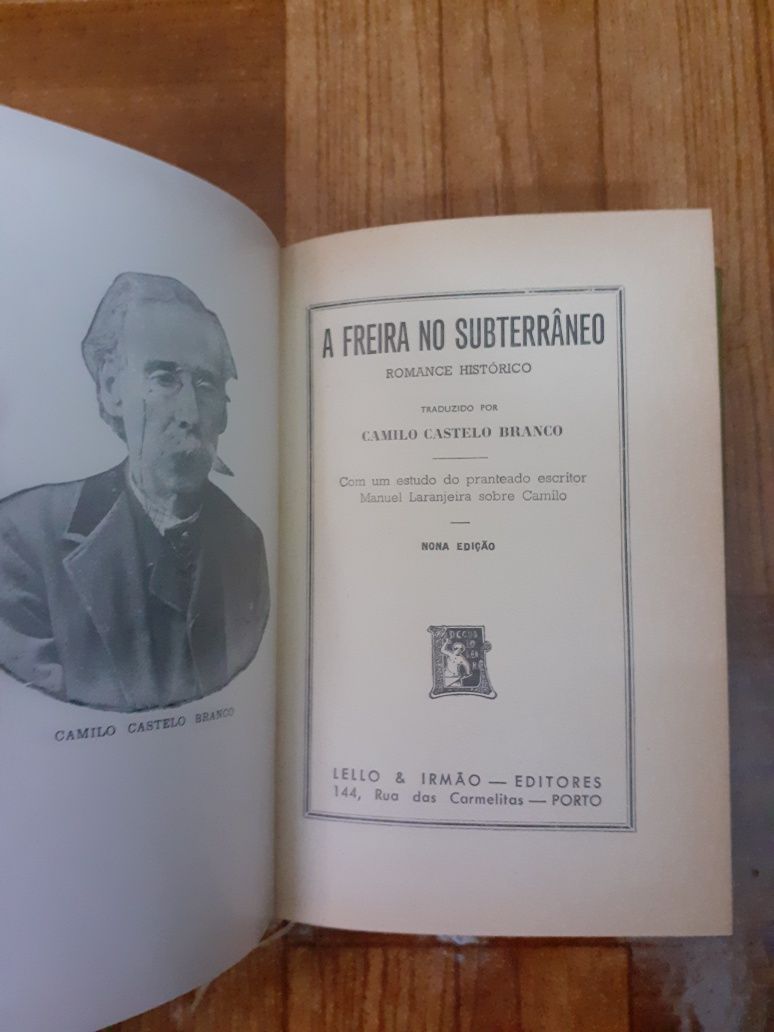 CAMILO CASTELO BRANCO
A FREIRA NO SUBTERRÂNEO
ROMANCE HISTÓRICO
TRADUZIDO POR
CAMILO CASTELO BRANCO
Com um estudo do pranteado escritor
Manuel Laranjeira sobre Camilo
NONA EDIÇÃO
LELLO & IRMÃO — EDITORES
144, Rua das Carmelitas — PORTO